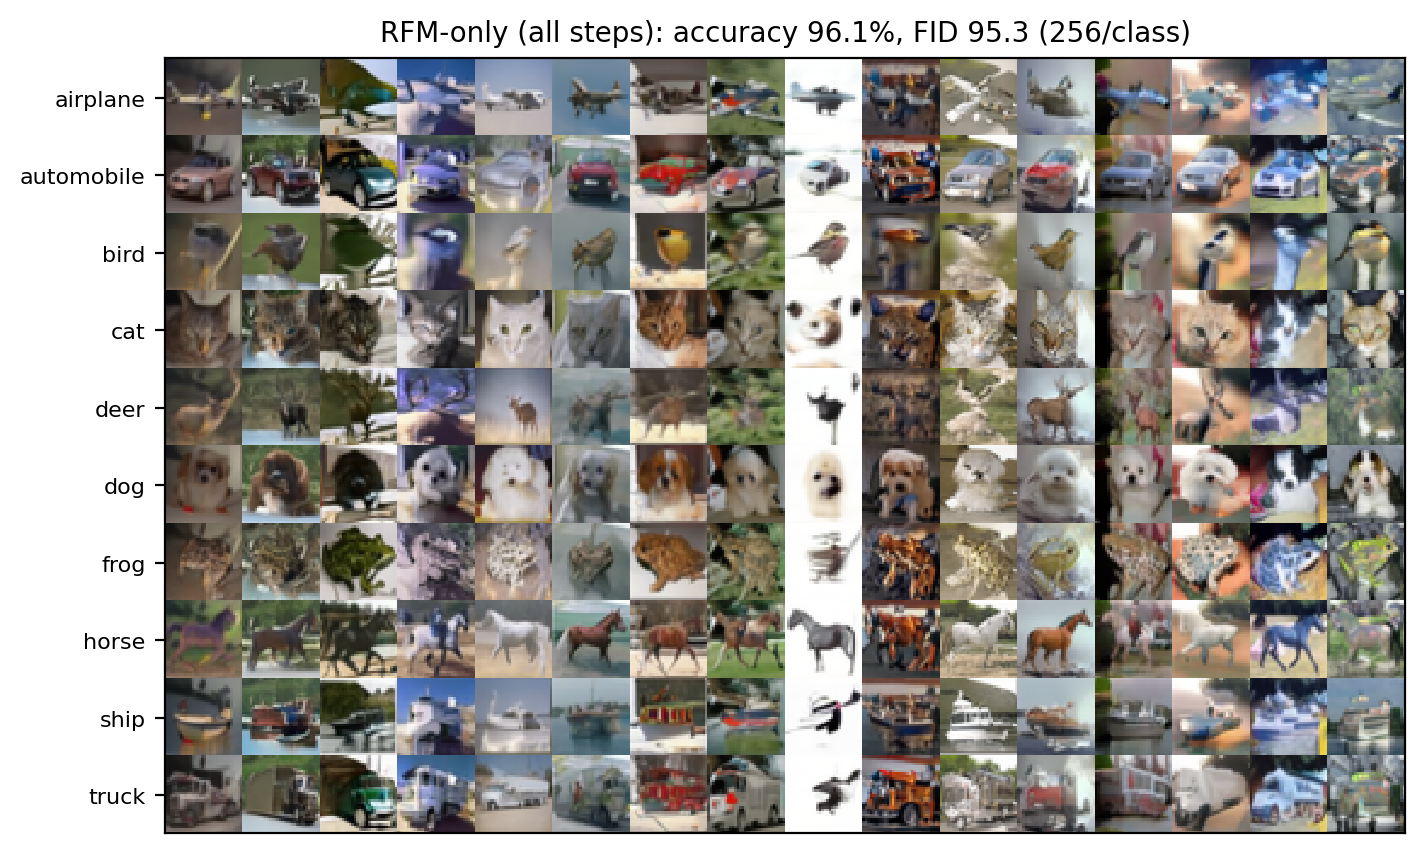 RFM-only (all steps): accuracy 96.1%, FID 95.3 (256/class)
airplane
automobile
bird
cat
deer
dog
frog
horse
ship
truck